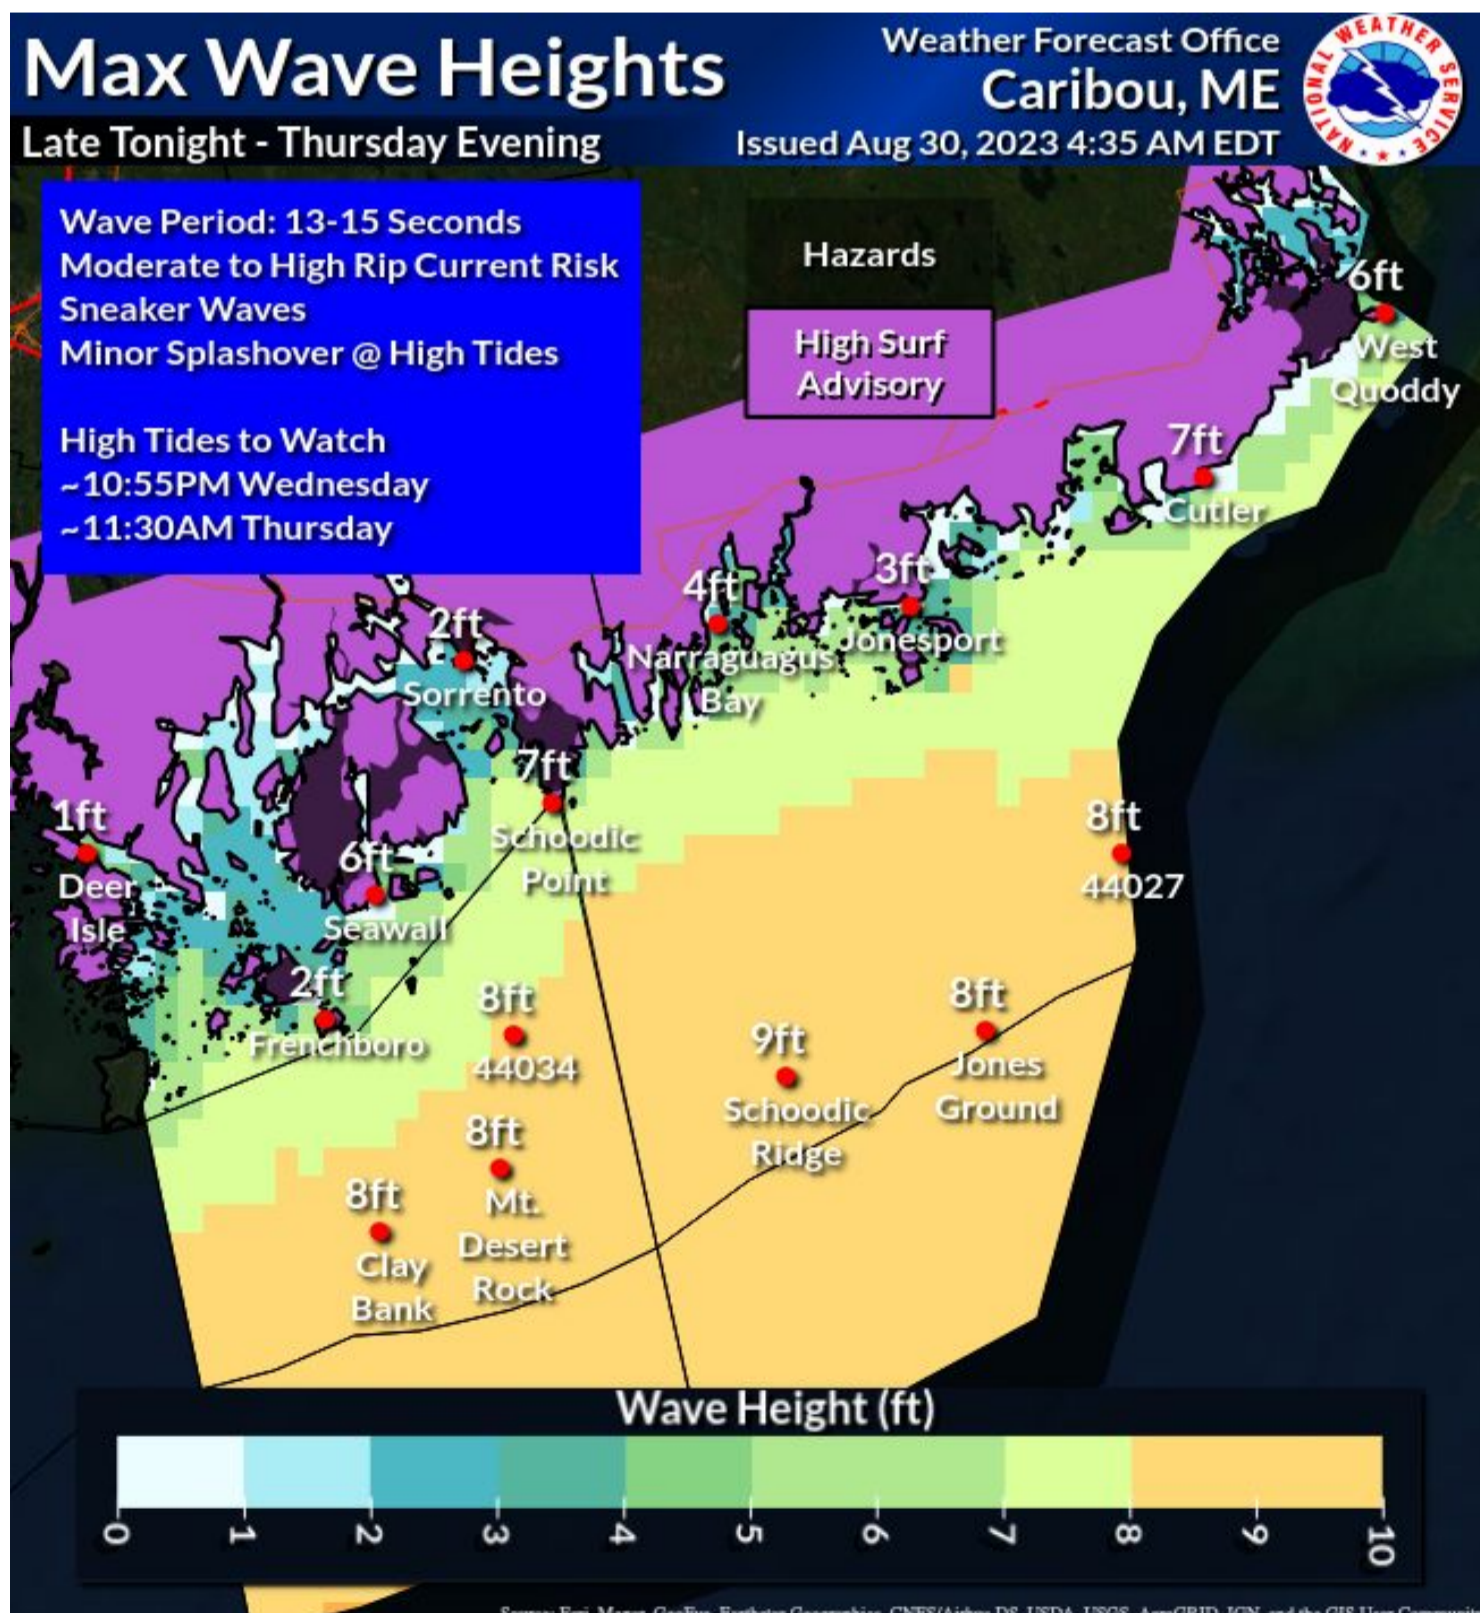 Max Wave Heights
Late Tonight - Thursday Evening
Weather Forecast Office
Caribou, ME
Issued Aug 30, 2023 4:35 AM EDT
NATIONAL WEATHER SERVICE
Wave Period: 13-15 Seconds
Moderate to High Rip Current Risk
Sneaker Waves
Minor Splashover @ High Tides
High Tides to Watch
~10:55PM Wednesday
~11:30AM Thursday
Hazards
High Surf
Advisory
6ft
West
Quoddy
7ft
Cutler
3ft
Jonesport
4ft
Narraguagus
Bay
2ft
Sorrento
7ft
Schoodic
Point
1ft
Deer
Isle
6ft
Seawall
2ft
Frenchboro
8ft
44027
8ft
44034
9ft
Schoodic
Ridge
8ft
Jones
Ground
8ft
Mt.
Desert
Rock
8ft
Clay
Bank
Wave Height (ft)
0 1 2 3 4 5 6 7 8 9 10